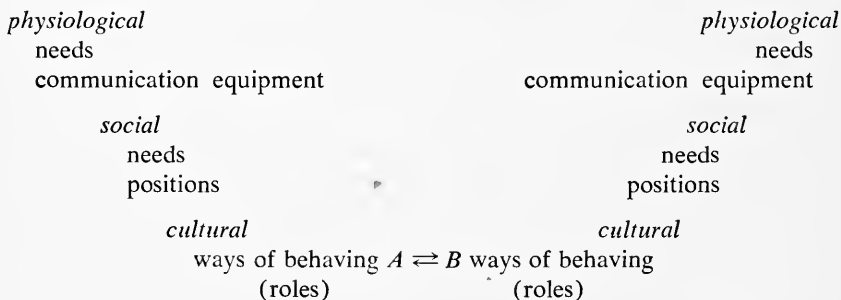 physiological physiological
needs needs
communication equipment communication equipment
social social
needs needs
positions positions
cultural cultural
ways of behaving A ⇌ B ways of behaving
(roles) (roles)